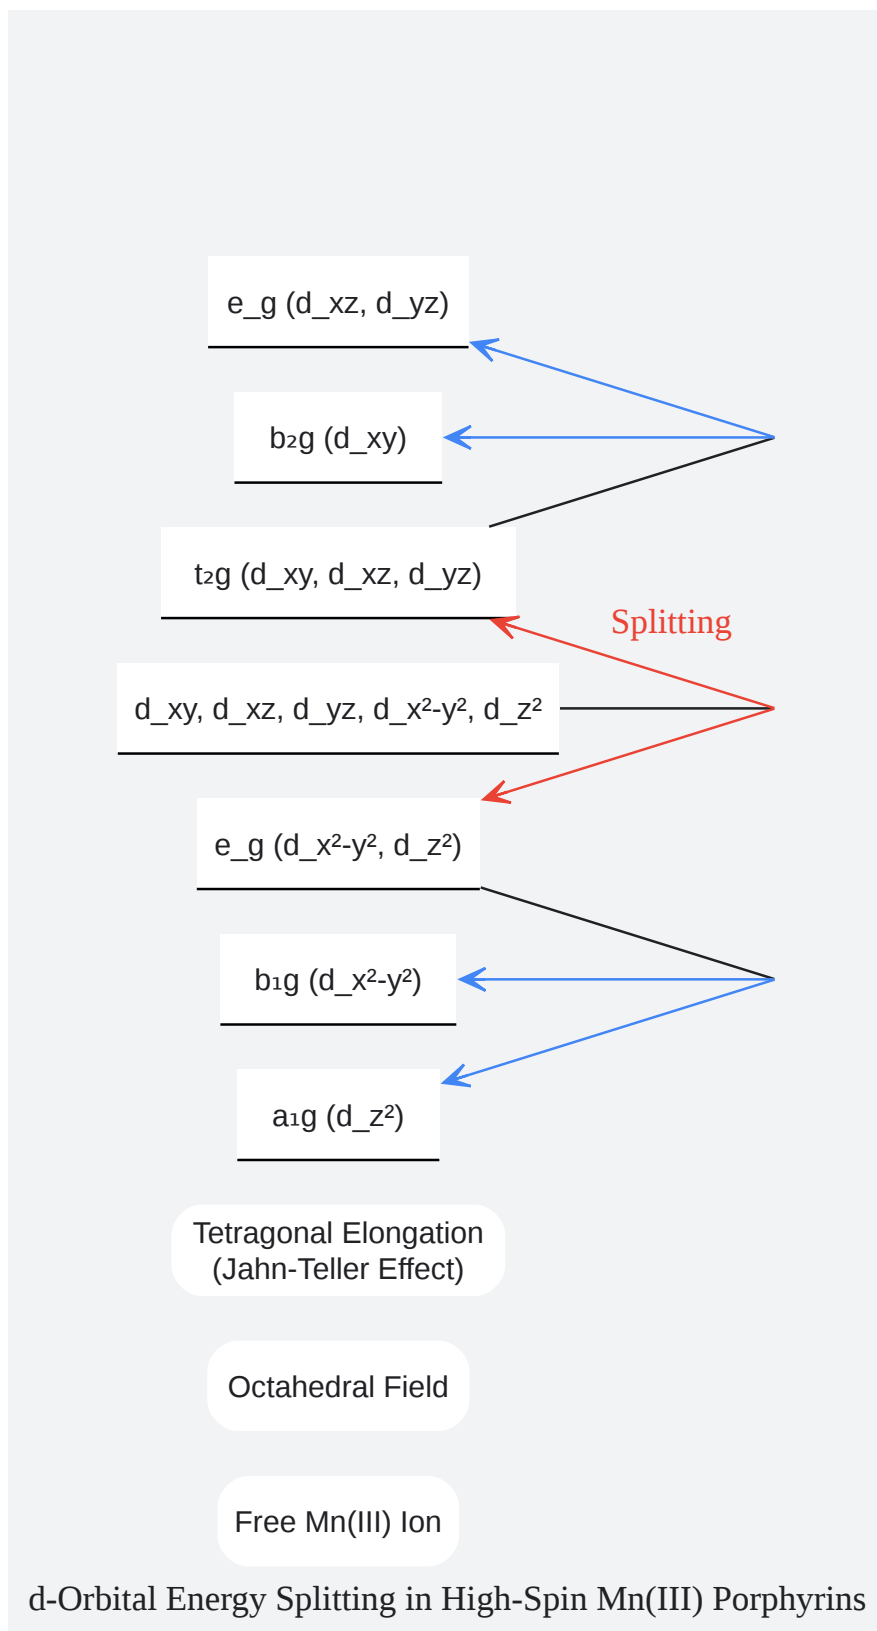 e_g (d_xz, d_yz)
b₂g (d_xy)
t₂g (d_xy, d_xz, d_yz)
Splitting
d_xy, d_xz, d_yz, d_x²-y², d_z²
e_g (d_x²-y², d_z²)
b₁g (d_x²-y²)
a₁g (d_z²)
Tetragonal Elongation
(Jahn-Teller Effect)
Octahedral Field
Free Mn(III) Ion
d-Orbital Energy Splitting in High-Spin Mn(III) Porphyrins